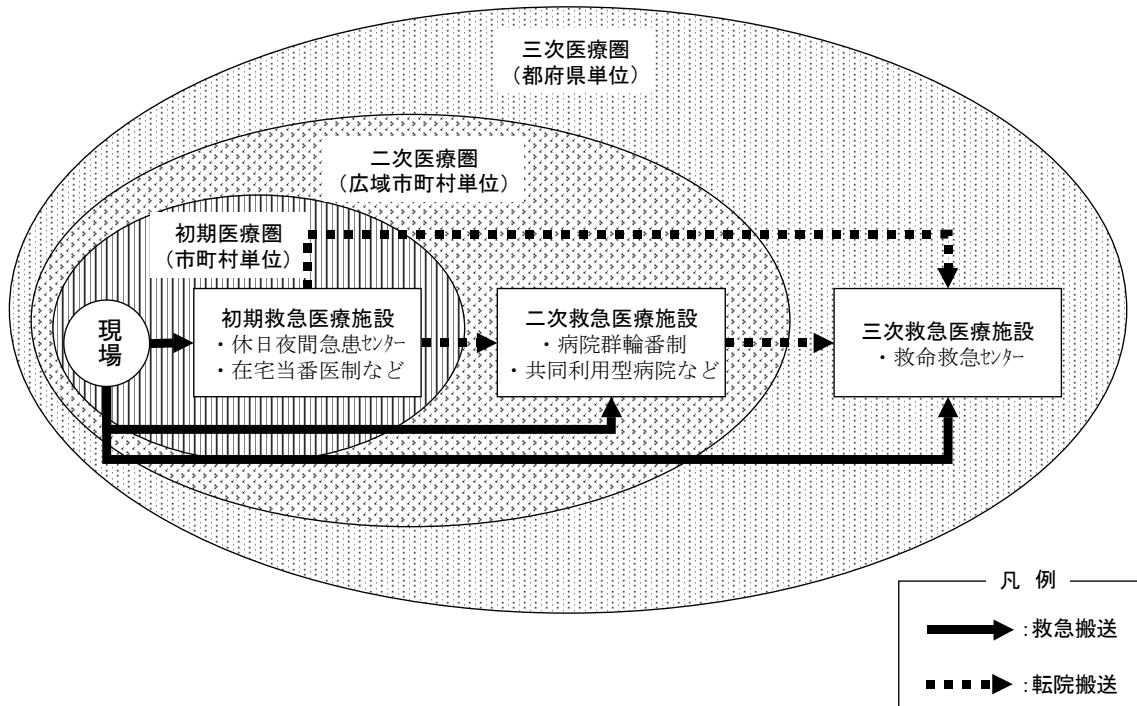 三次医療圏
（都府県単位）
二次医療圏
（広域市町村単位）
初期医療圏
（市町村単位）
現場
初期救急医療施設
・休日夜間急患ｾﾝﾀｰ
・在宅当番医制など
二次救急医療施設
・病院群輪番制
・共同利用型病院など
三次救急医療施設
・救命救急ｾﾝﾀｰ
凡 例
：救急搬送
：転院搬送